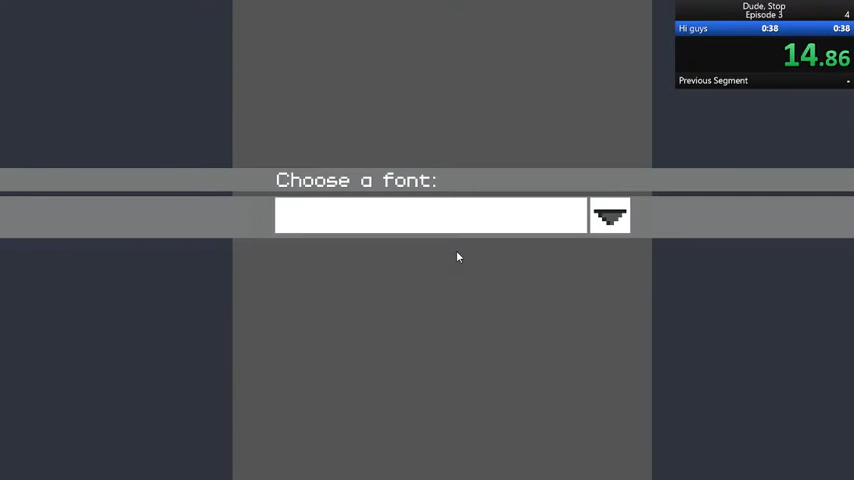 Dude, Stop
Episode 3 4
Hi guys 0:38 0:38
14.86
Previous Segment -
Choose a font: